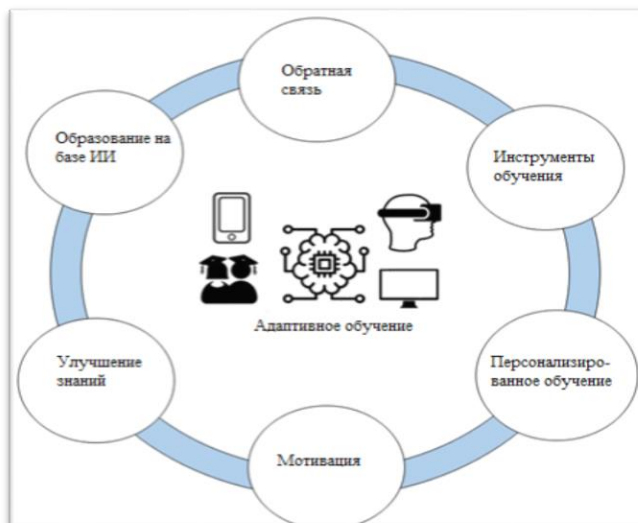 Обратная
связь
Образование на
базе ИИ
Инструменты
обучения
Адаптивное обучение
Улучшение
знаний
Персонализиро-
ванное обучение
Мотивация